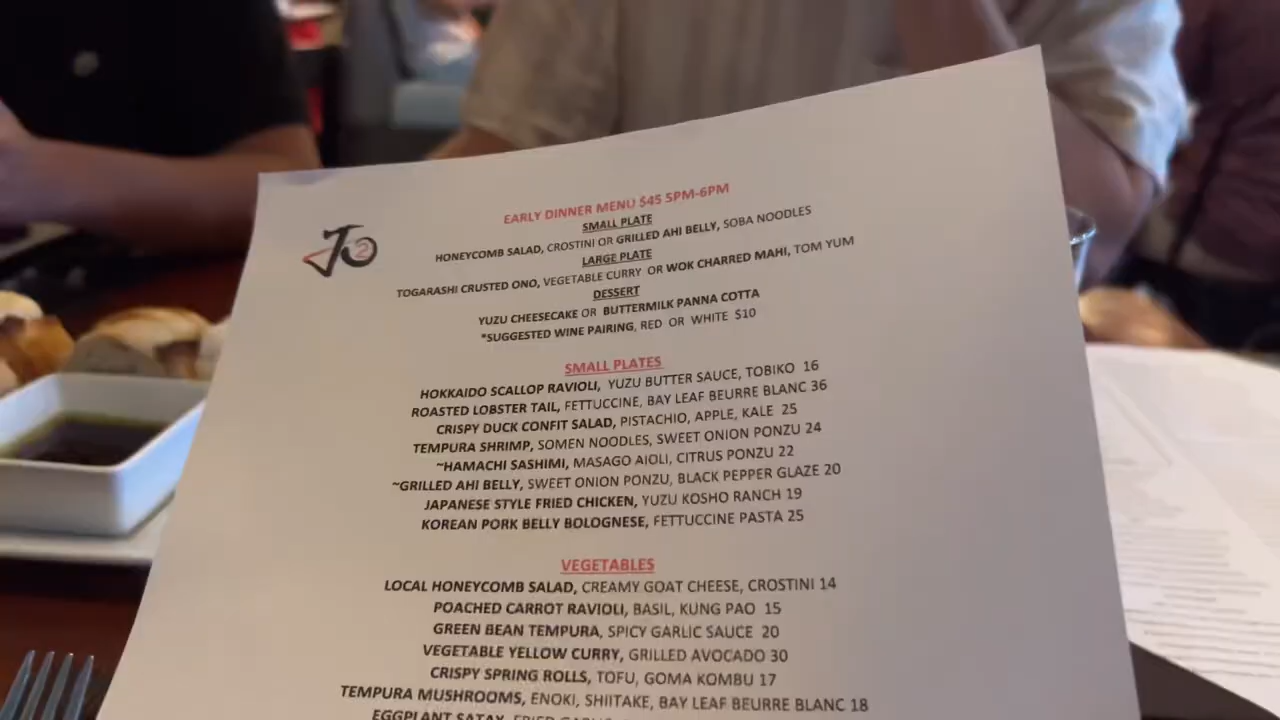 JO2
EARLY DINNER MENU $45 5PM-6PM
SMALL PLATE
HONEYCOMB SALAD, CROSTINI OR GRILLED AHI BELLY, SOBA NOODLES
LARGE PLATE
TOGARASHI CRUSTED ONO, VEGETABLE CURRY OR WOK CHARRED MAHI, TOM YUM
DESSERT
YUZU CHEESECAKE OR BUTTERMILK PANNA COTTA
*SUGGESTED WINE PAIRING, RED OR WHITE $10
SMALL PLATES
HOKKAIDO SCALLOP RAVIOLI, YUZU BUTTER SAUCE, TOBIKO 16
ROASTED LOBSTER TAIL, FETTUCCINE, BAY LEAF BEURRE BLANC 36
CRISPY DUCK CONFIT SALAD, PISTACHIO, APPLE, KALE 25
TEMPURA SHRIMP, SOMEN NOODLES, SWEET ONION PONZU 24
~HAMACHI SASHIMI, MASAGO AIOLI, CITRUS PONZU 22
~GRILLED AHI BELLY, SWEET ONION PONZU, BLACK PEPPER GLAZE 20
JAPANESE STYLE FRIED CHICKEN, YUZU KOSHO RANCH 19
KOREAN PORK BELLY BOLOGNESE, FETTUCCINE PASTA 25
VEGETABLES
LOCAL HONEYCOMB SALAD, CREAMY GOAT CHEESE, CROSTINI 14
POACHED CARROT RAVIOLI, BASIL, KUNG PAO 15
GREEN BEAN TEMPURA, SPICY GARLIC SAUCE 20
VEGETABLE YELLOW CURRY, GRILLED AVOCADO 30
CRISPY SPRING ROLLS, TOFU, GOMA KOMBU 17
TEMPURA MUSHROOMS, ENOKI, SHIITAKE, BAY LEAF BEURRE BLANC 18
EGGPLANT SATAY,